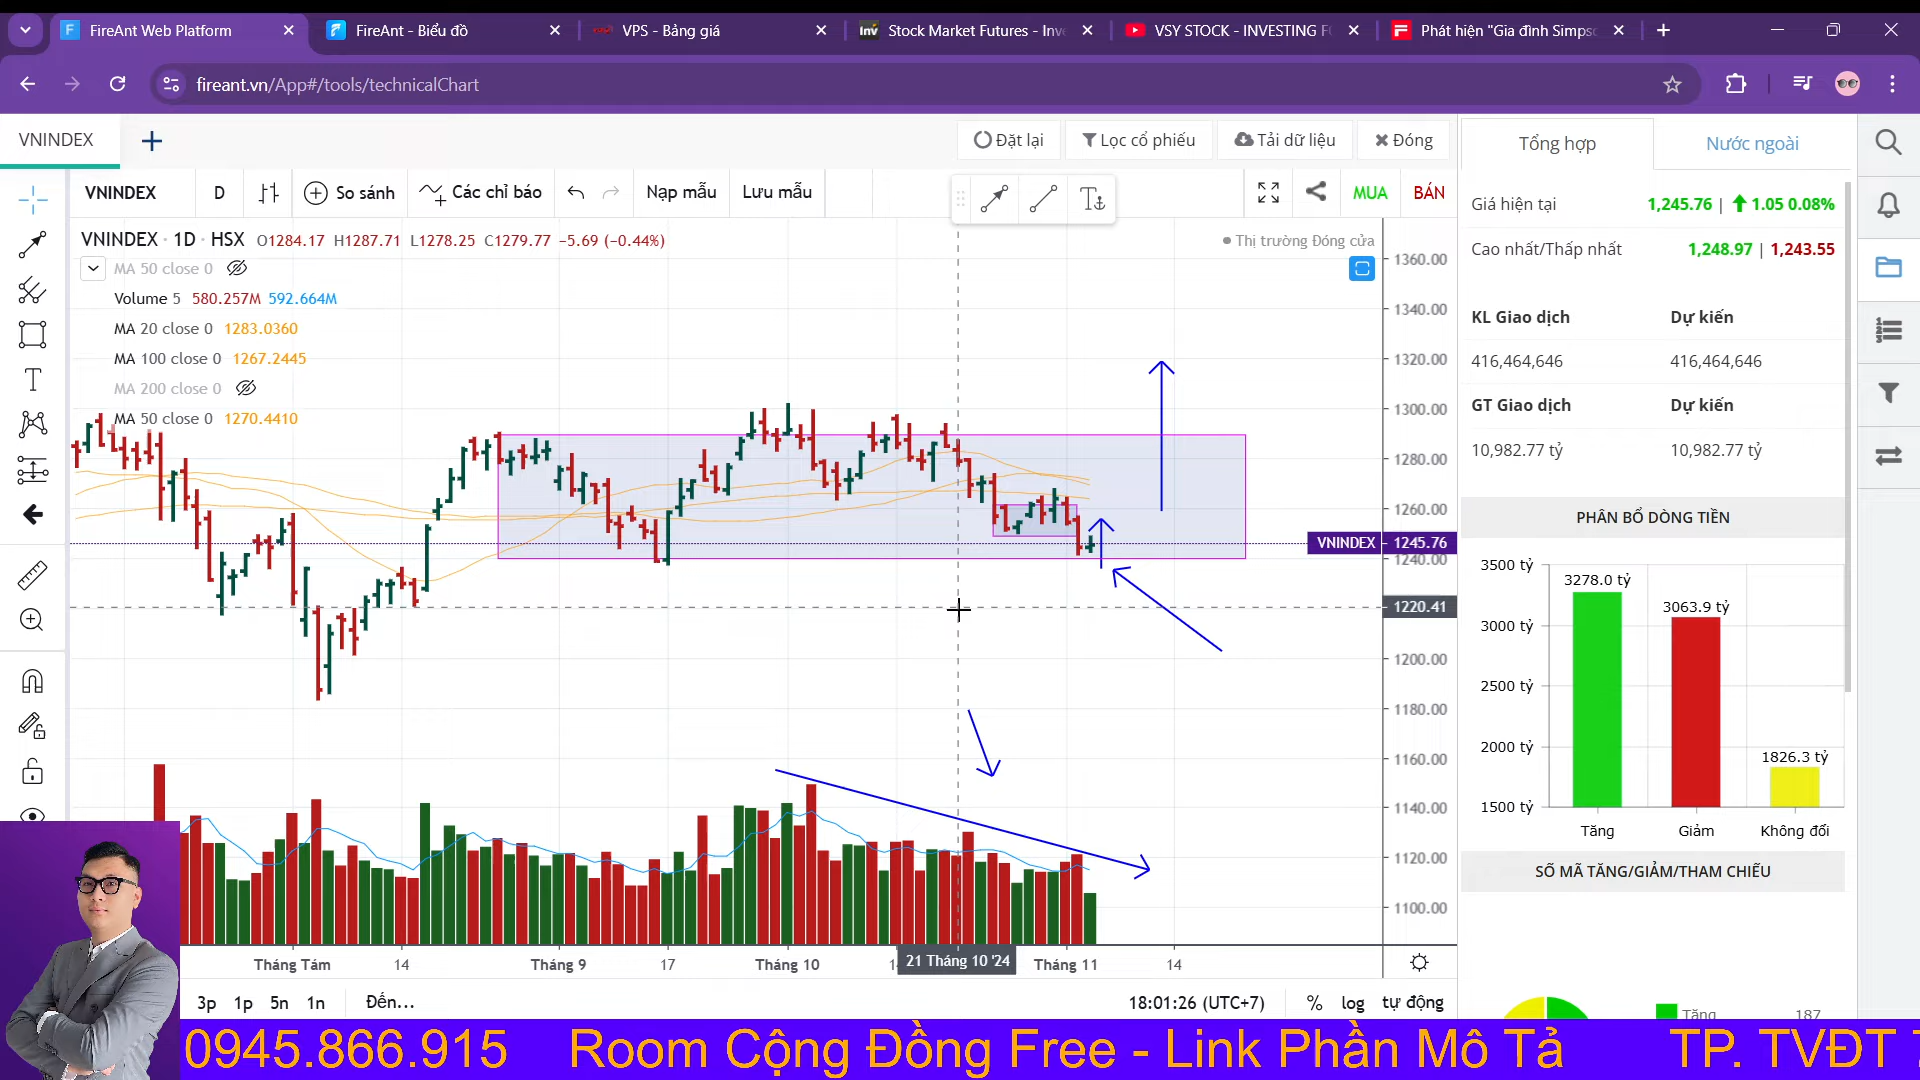 FireAnt Web Platform
FireAnt - Biểu đồ
VPS - Bảng giá
Stock Market Futures - Inve
VSY STOCK - INVESTING F
Phát hiện "Gia đình Simps
fireant.vn/App#/tools/technicalChart
VNINDEX
Đặt lại
Lọc cổ phiếu
Tải dữ liệu
Đóng
VNINDEX
D
So sánh
Các chỉ báo
Nạp mẫu
Lưu mẫu
MUA
BÁN
VNINDEX · 1D · HSX O1284.17 H1287.71 L1278.25 C1279.77 −5.69 (−0.44%)
Thị trường Đóng cửa
MA 50 close 0
Volume 5 580.257M 592.664M
MA 20 close 0 1283.0360
MA 100 close 0 1267.2445
MA 200 close 0
MA 50 close 0 1270.4410
1360.00
1340.00
1320.00
1300.00
1280.00
1260.00
VNINDEX 1245.76
1240.00
1220.41
1200.00
1180.00
1160.00
1140.00
1120.00
1100.00
Tháng Tám
14
Tháng 9
17
Tháng 10
21 Tháng 10 '24
Tháng 11
14
3p 1p 5n 1n Đến...
18:01:26 (UTC+7)
% log tự động
Tổng hợp
Nước ngoài
Giá hiện tại
1,245.76 | 1.05 0.08%
Cao nhất/Thấp nhất
1,248.97 | 1,243.55
KL Giao dịch
Dự kiến
416,464,646
416,464,646
GT Giao dịch
Dự kiến
10,982.77 tỷ
10,982.77 tỷ
PHÂN BỔ DÒNG TIỀN
3500 tỷ
3000 tỷ
2500 tỷ
2000 tỷ
1500 tỷ
3278.0 tỷ
3063.9 tỷ
1826.3 tỷ
Tăng
Giảm
Không đổi
SỐ MÃ TĂNG/GIẢM/THAM CHIẾU
Tăng
187
0945.866.915 Room Cộng Đồng Free - Link Phần Mô Tả TP. TVĐT